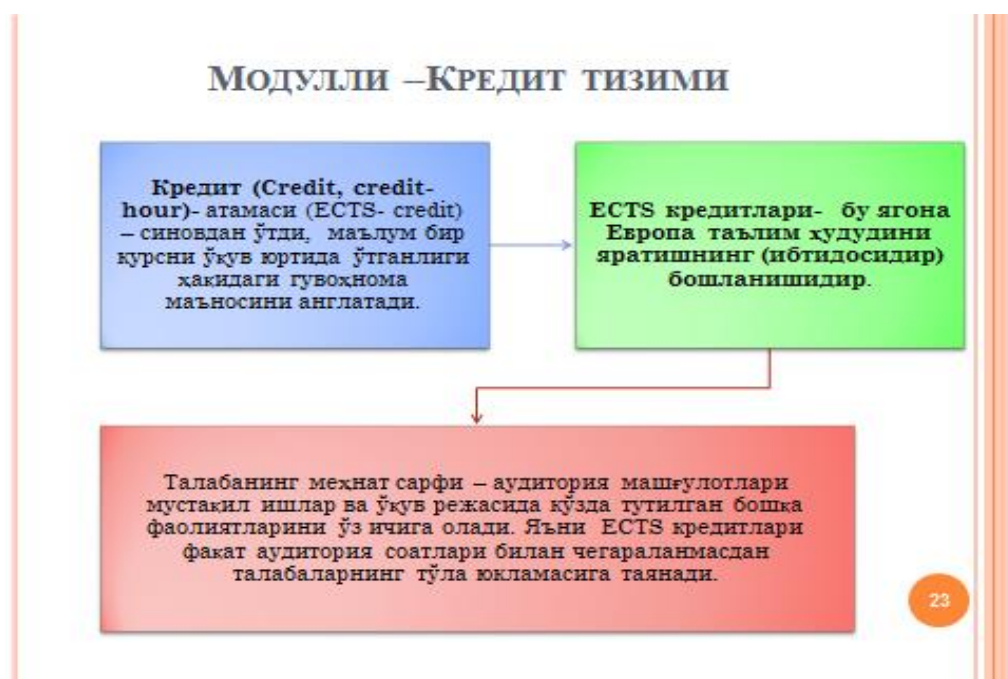 Модулли –Кредит тизими
Кредит (Credit, credit-
hour)- атамаси (ECTS- credit)
– синовдан ўтди, маълум бир
курсни ўқув юртида ўтганлиги
ҳақидаги гувоҳнома
маъносини англатади.
ECTS кредитлари- бу ягона
Европа таълим ҳудудини
яратишнинг (ибтидосидир)
бошланишидир.
Талабанинг меҳнат сарфи – аудитория машғулотлари
мустақил ишлар ва ўқув режасида кўзда тутилган бошқа
фаолиятларини ўз ичига олади. Яъни ECTS кредитлари
фақат аудитория соатлари билан чегараланмасдан
талабаларнинг тўла юкламасига таянади.
23